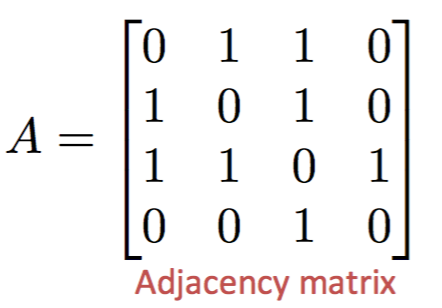 0 1 1 0
1 0 1 0
A = 1 1 0 1
0 0 1 0
Adjacency matrix